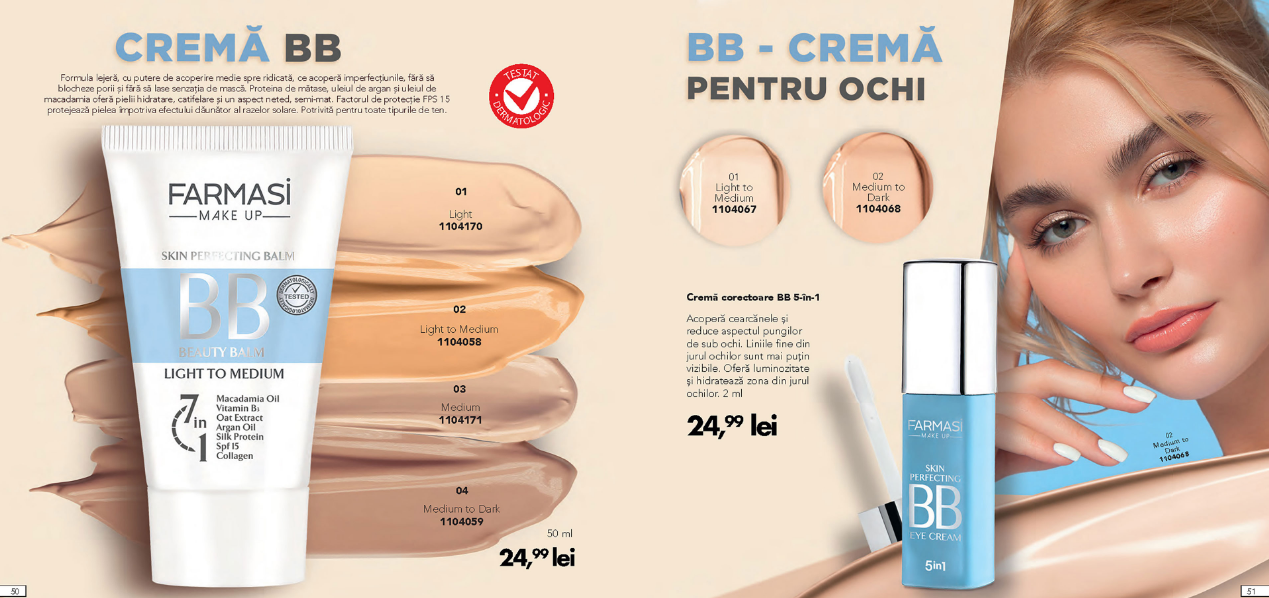 CREMĂ BB
Formula lejeră, cu putere de acoperire medie spre ridicată, ce acoperă imperfecțiunile, fără să
blocheze porii și fără să lase senzația de mască. Proteina de mătase, uleiul de argan și uleiul de
macadamia oferă pielii hidratare, catifelare și un aspect neted, semi-mat. Factorul de protecție FPS 15
protejează pielea împotriva efectului dăunător al razelor solare. Potrivită pentru toate tipurile de ten.
TESTAT
DERMATOLOGIC
FARMASİ
MAKE UP
SKIN PERFECTING BALM
BB
DERMATOLOGICALLY
TESTED
BEAUTY BALM
LIGHT TO MEDIUM
7 in 1
Macadamia Oil
Vitamin B5
Oat Extract
Argan Oil
Silk Protein
Spf 15
Collagen
01
Light
1104170
02
Light to Medium
1104058
03
Medium
1104171
04
Medium to Dark
1104059
50 ml
24,99 lei
50
BB - CREMĂ
PENTRU OCHI
01
Light to
Medium
1104067
02
Medium to
Dark
1104068
Cremă corectoare BB 5-în-1
Acoperă cearcănele și
reduce aspectul pungilor
de sub ochi. Liniile fine din
jurul ochilor sunt mai puțin
vizibile. Oferă luminozitate
și hidratează zona din jurul
ochilor. 2 ml
24,99 lei
FARMASİ
MAKE UP
SKIN
PERFECTING
BB
EYE CREAM
5in1
02
Medium to
Dark
1104068
51